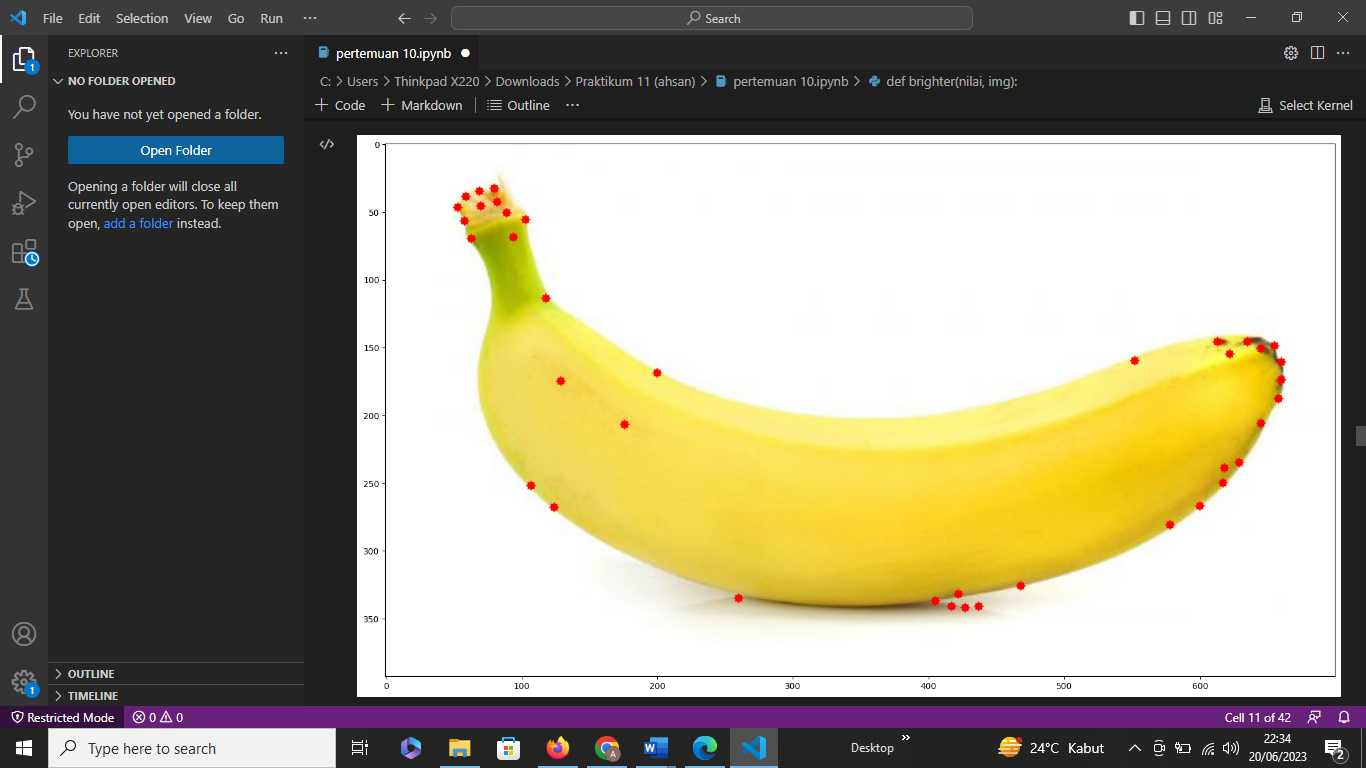 File Edit Selection View Go Run ···
Search
EXPLORER ···
NO FOLDER OPENED
You have not yet opened a folder.
Open Folder
Opening a folder will close all
currently open editors. To keep them
open, add a folder instead.
OUTLINE
TIMELINE
1
1
pertemuan 10.ipynb
C: > Users > Thinkpad X220 > Downloads > Praktikum 11 (ahsan) > pertemuan 10.ipynb > def brighter(nilai, img):
+ Code + Markdown Outline ··· Select Kernel
0
50
100
150
200
250
300
350
0 100 200 300 400 500 600
Restricted Mode 0 0 Cell 11 of 42
Type here to search
W
A
Desktop »
24°C Kabut
22:34
20/06/2023
2